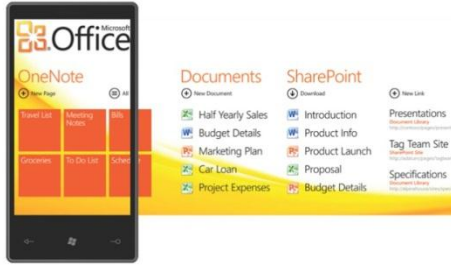 Microsoft
Office
OneNote
New Page
All
Travel List
Meeting Notes
Bills
Groceries
To Do List
Schedu
Documents
New Document
Half Yearly Sales
Budget Details
Marketing Plan
Car Loan
Project Expenses
SharePoint
Download
Introduction
Product Info
Product Launch
Proposal
Budget Details
New Link
Presentations
Document Library
Tag Team Site
SharePoint Site
Specifications
Document Library